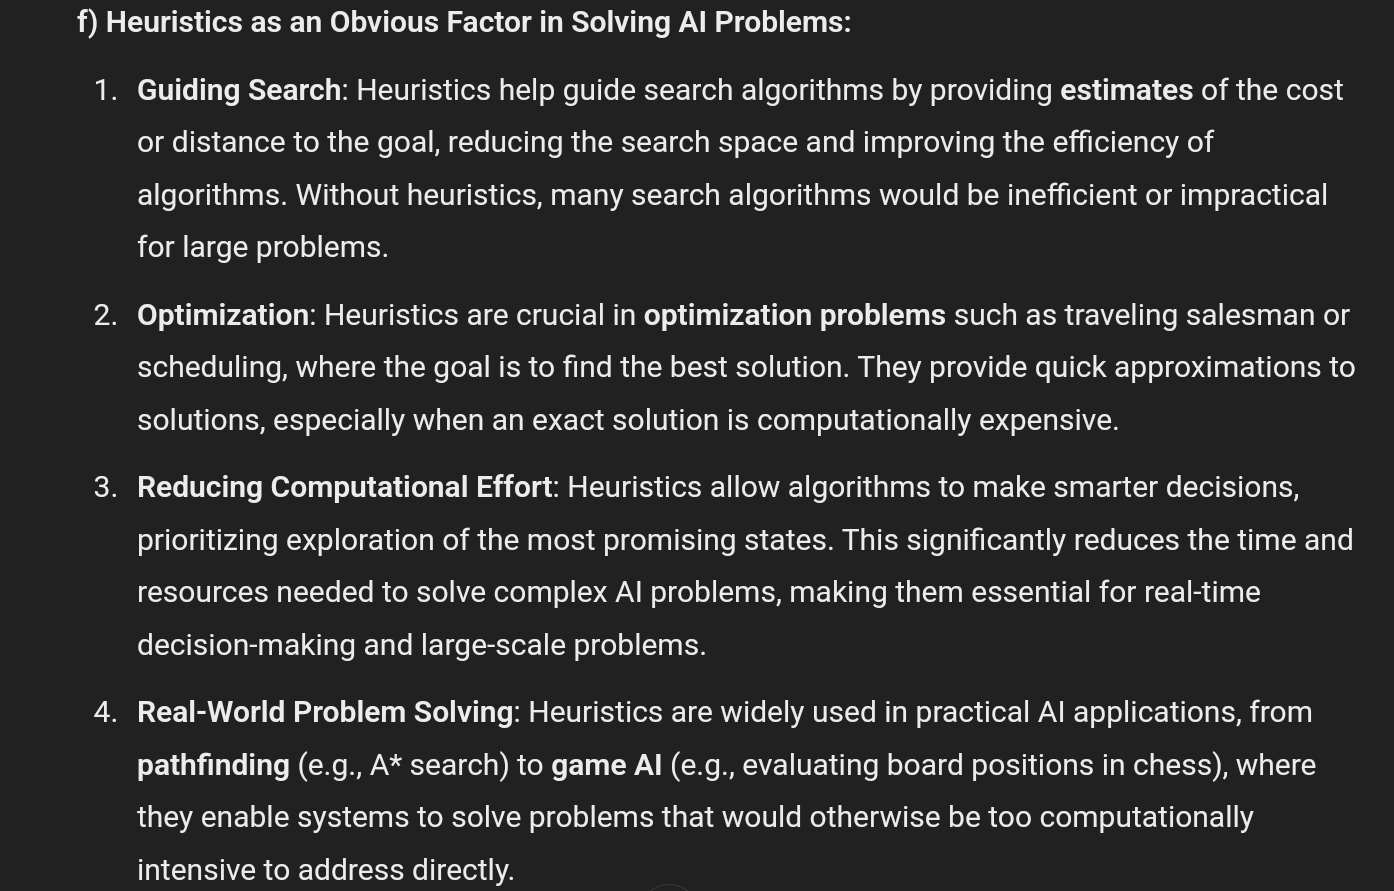 f) Heuristics as an Obvious Factor in Solving AI Problems:
1. Guiding Search: Heuristics help guide search algorithms by providing estimates of the cost
or distance to the goal, reducing the search space and improving the efficiency of
algorithms. Without heuristics, many search algorithms would be inefficient or impractical
for large problems.
2. Optimization: Heuristics are crucial in optimization problems such as traveling salesman or
scheduling, where the goal is to find the best solution. They provide quick approximations to
solutions, especially when an exact solution is computationally expensive.
3. Reducing Computational Effort: Heuristics allow algorithms to make smarter decisions,
prioritizing exploration of the most promising states. This significantly reduces the time and
resources needed to solve complex AI problems, making them essential for real-time
decision-making and large-scale problems.
4. Real-World Problem Solving: Heuristics are widely used in practical AI applications, from
pathfinding (e.g., A* search) to game AI (e.g., evaluating board positions in chess), where
they enable systems to solve problems that would otherwise be too computationally
intensive to address directly.